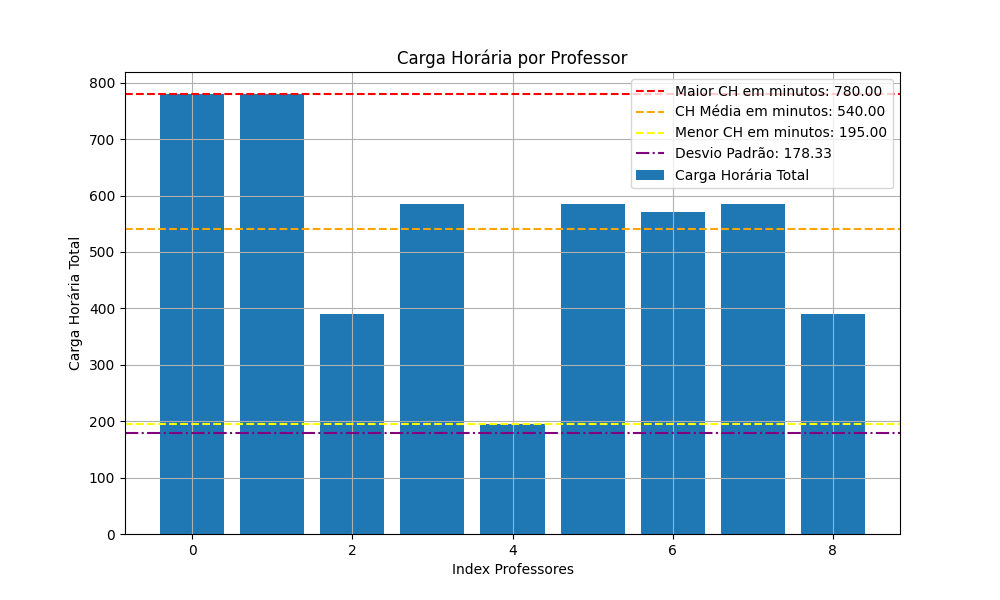 Carga Horária por Professor
Maior CH em minutos: 780.00
CH Média em minutos: 540.00
Menor CH em minutos: 195.00
Desvio Padrão: 178.33
Carga Horária Total
Carga Horária Total
800
700
600
500
400
300
200
100
0
0 2 4 6 8
Index Professores